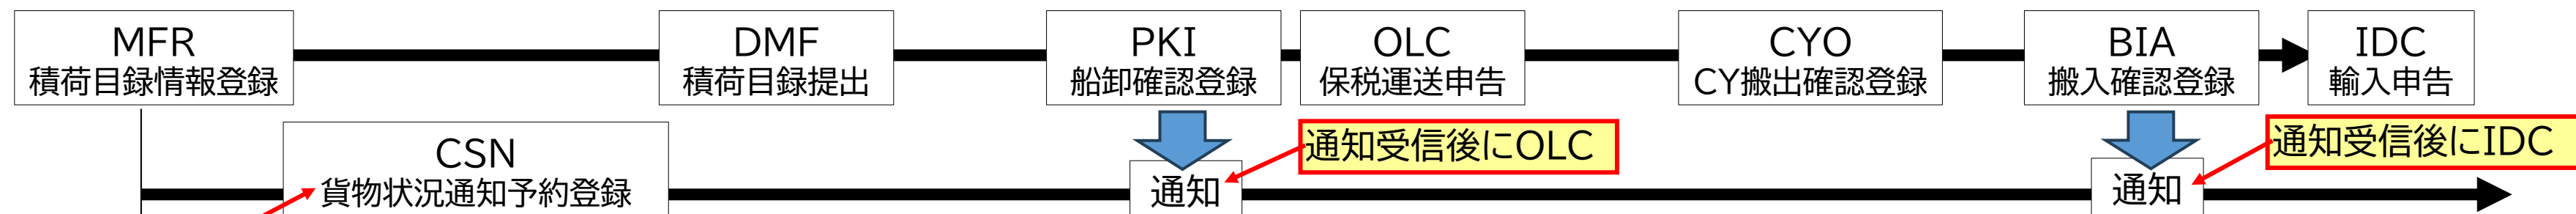 MFR
積荷目録情報登録
DMF
積荷目録提出
PKI
船卸確認登録
OLC
保税運送申告
CYO
CY搬出確認登録
BIA
搬入確認登録
IDC
輸入申告
CSN
貨物状況通知予約登録
通知
通知受信後にOLC
通知
通知受信後にIDC